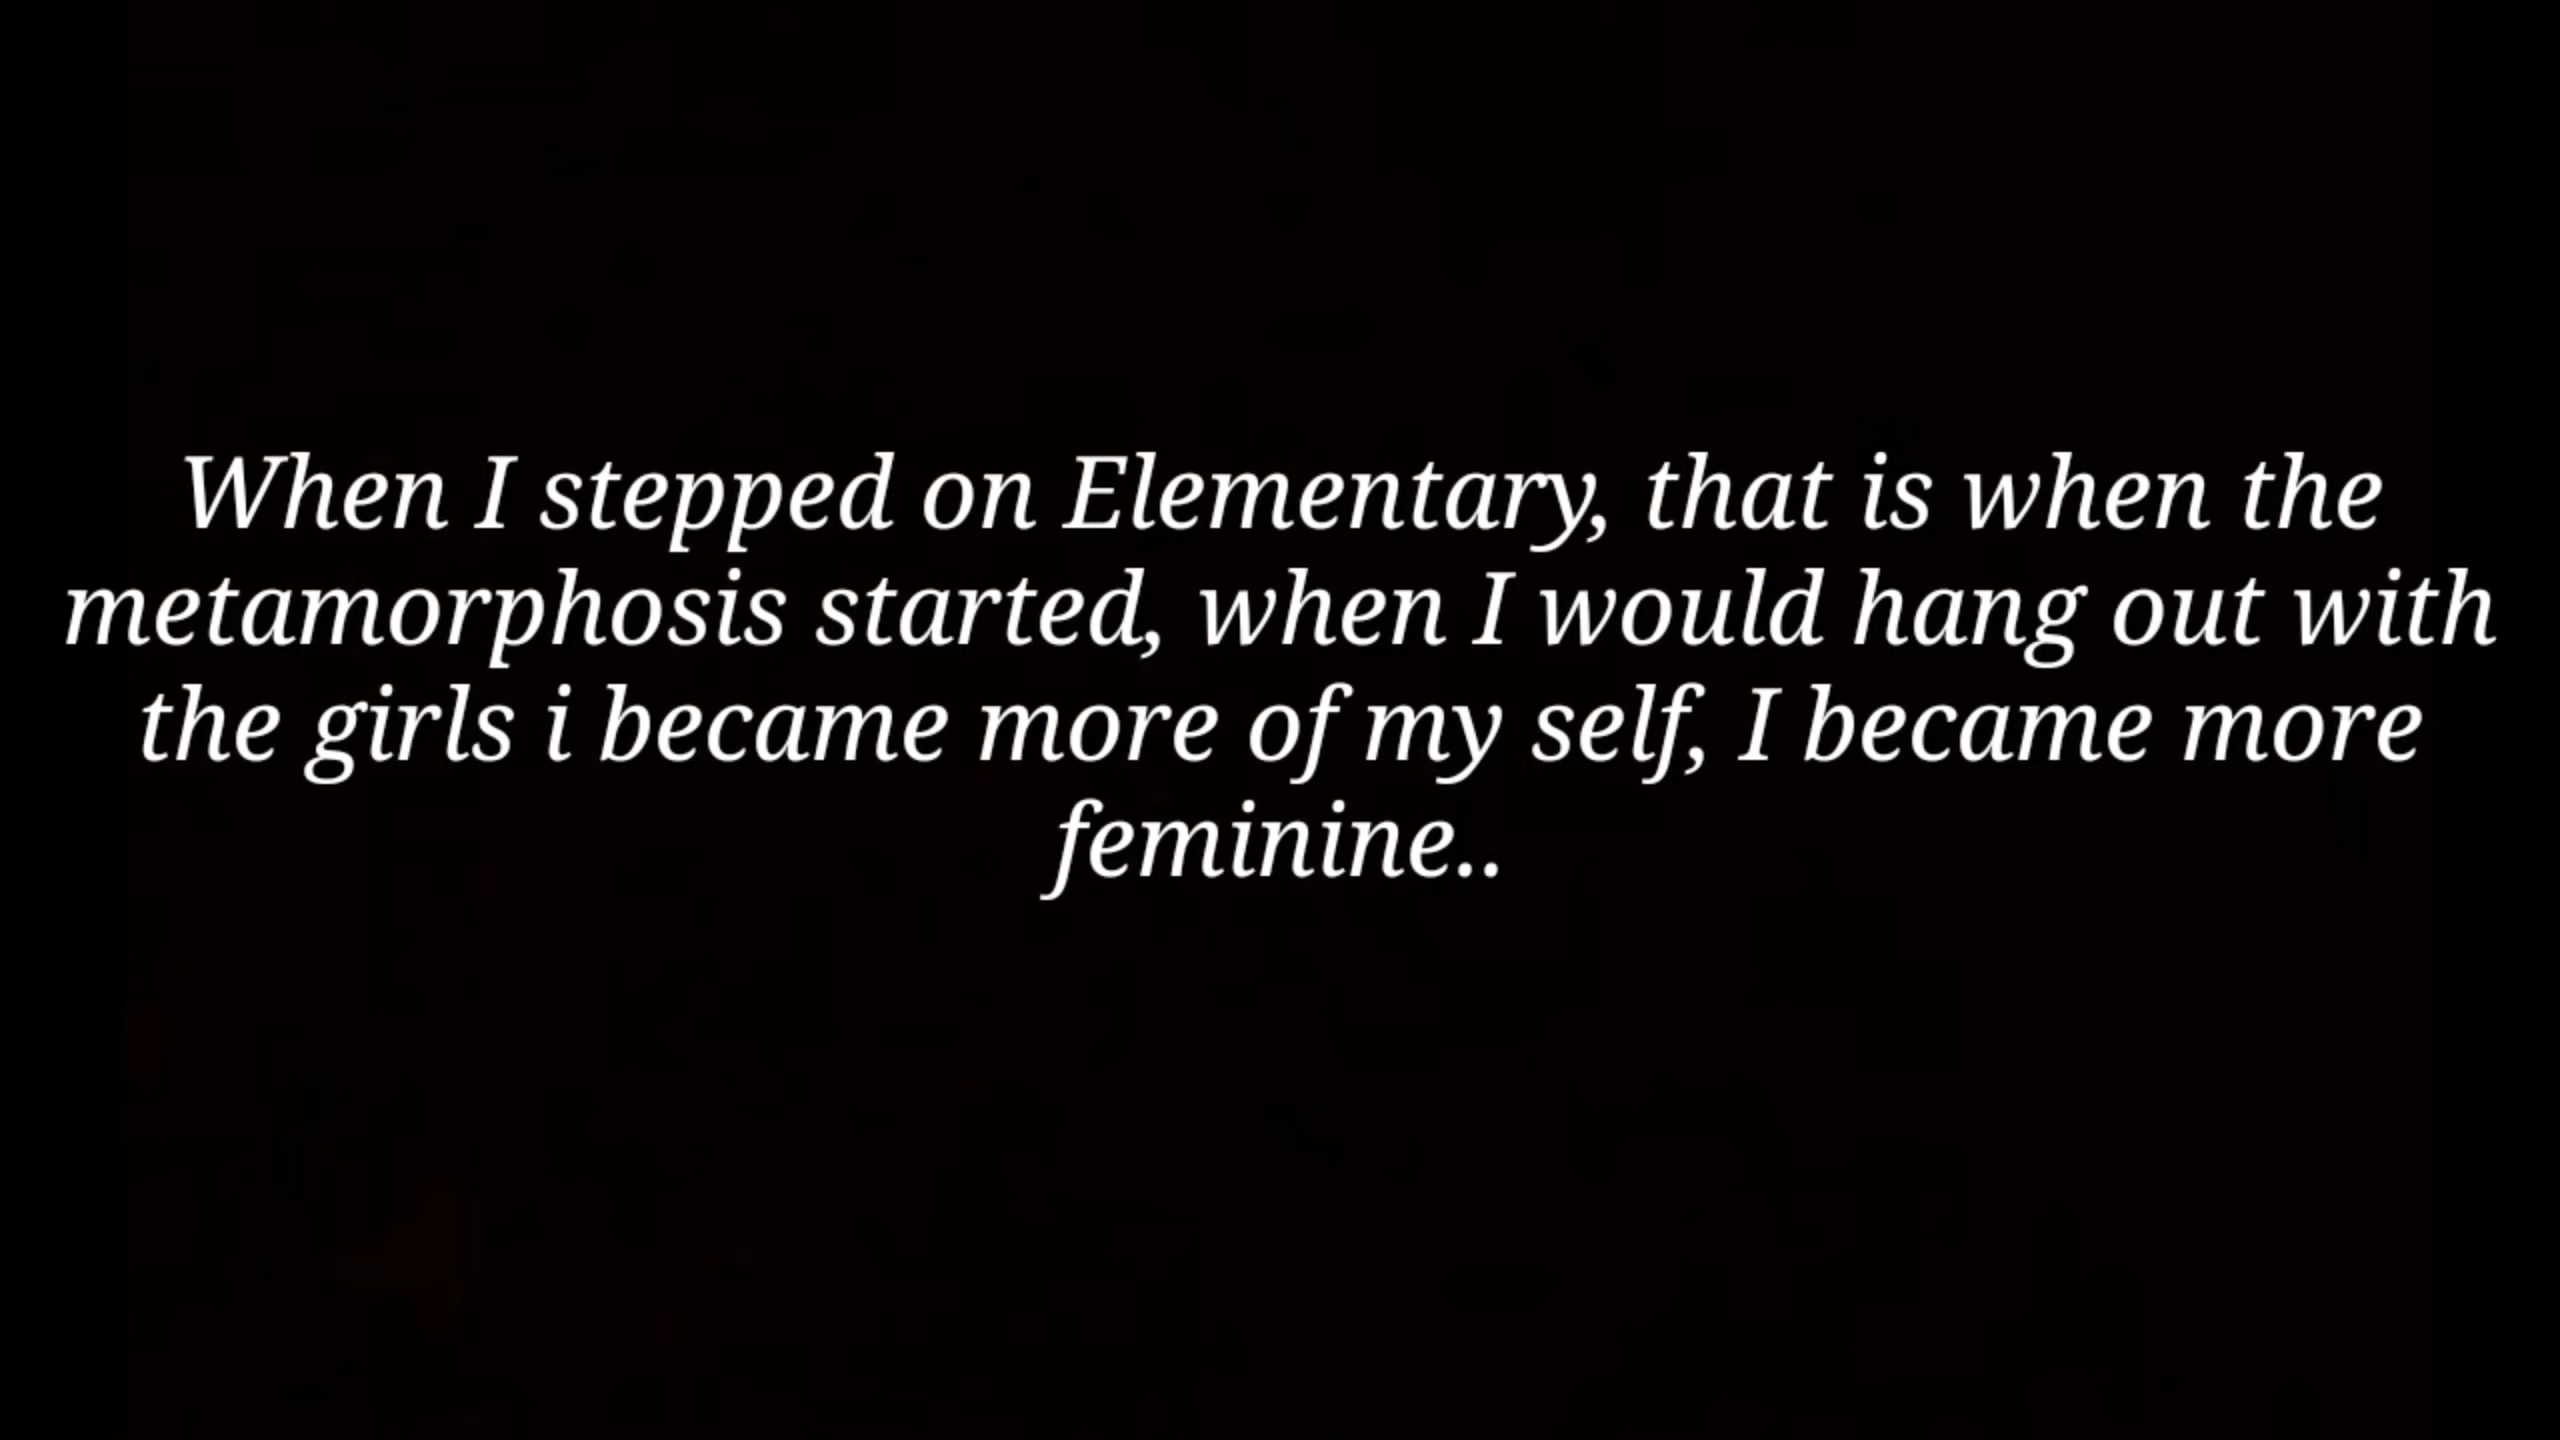 When I stepped on Elementary, that is when the
metamorphosis started, when I would hang out with
the girls i became more of my self, I became more
feminine..